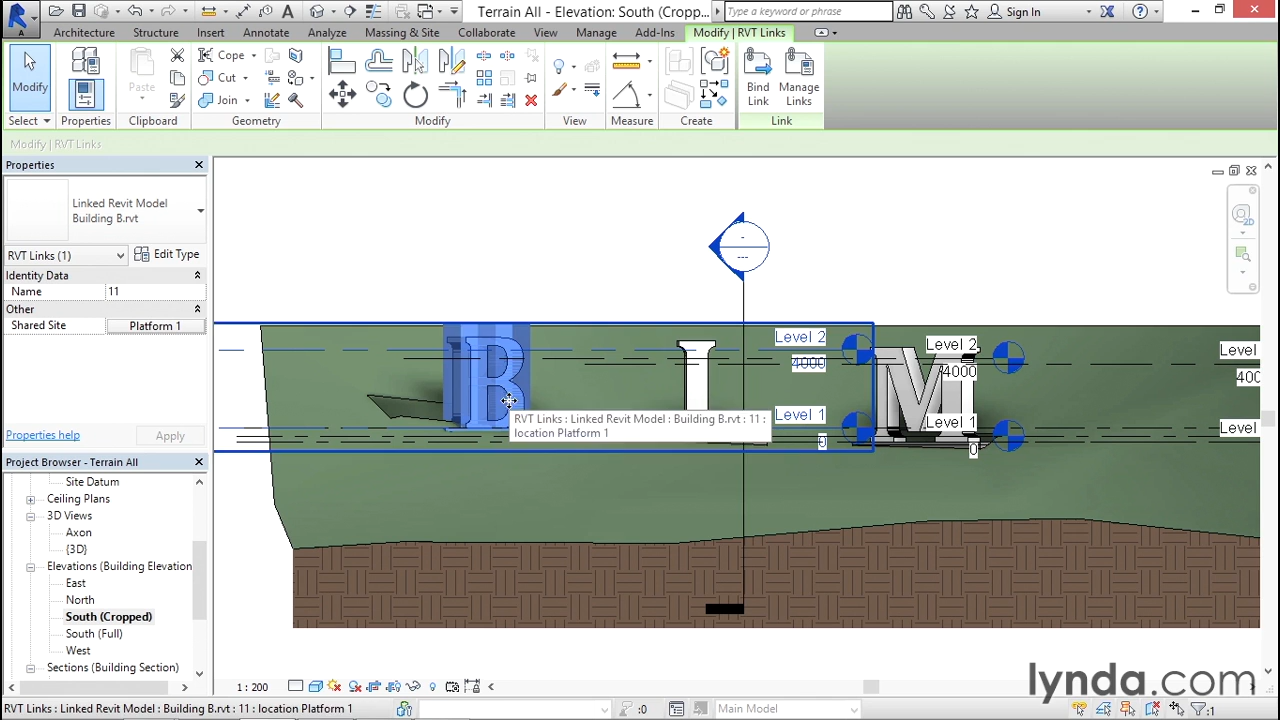 Terrain All - Elevation: South (Cropped...
Type a keyword or phrase
Sign In
Architecture
Structure
Insert
Annotate
Analyze
Massing & Site
Collaborate
View
Manage
Add-Ins
Modify | RVT Links
Modify
Paste
Cope
Cut
Join
Bind Link
Manage Links
Select
Properties
Clipboard
Geometry
Modify
View
Measure
Create
Link
Modify | RVT Links
Properties
Linked Revit Model
Building B.rvt
RVT Links (1)
Edit Type
Identity Data
Name
11
Other
Shared Site
Platform 1
Properties help
Apply
Project Browser - Terrain All
Site Datum
Ceiling Plans
3D Views
Axon
{3D}
Elevations (Building Elevation
East
North
South (Cropped)
South (Full)
West
Sections (Building Section)
B
I
M
Level 2
4000
Level 1
0
Level 2
4000
Level 1
0
Level
400
Level
RVT Links : Linked Revit Model : Building B.rvt : 11 :
location Platform 1
2D
1 : 200
lynda.com
RVT Links : Linked Revit Model : Building B.rvt : 11 : location Platform 1
:0
Main Model
:1